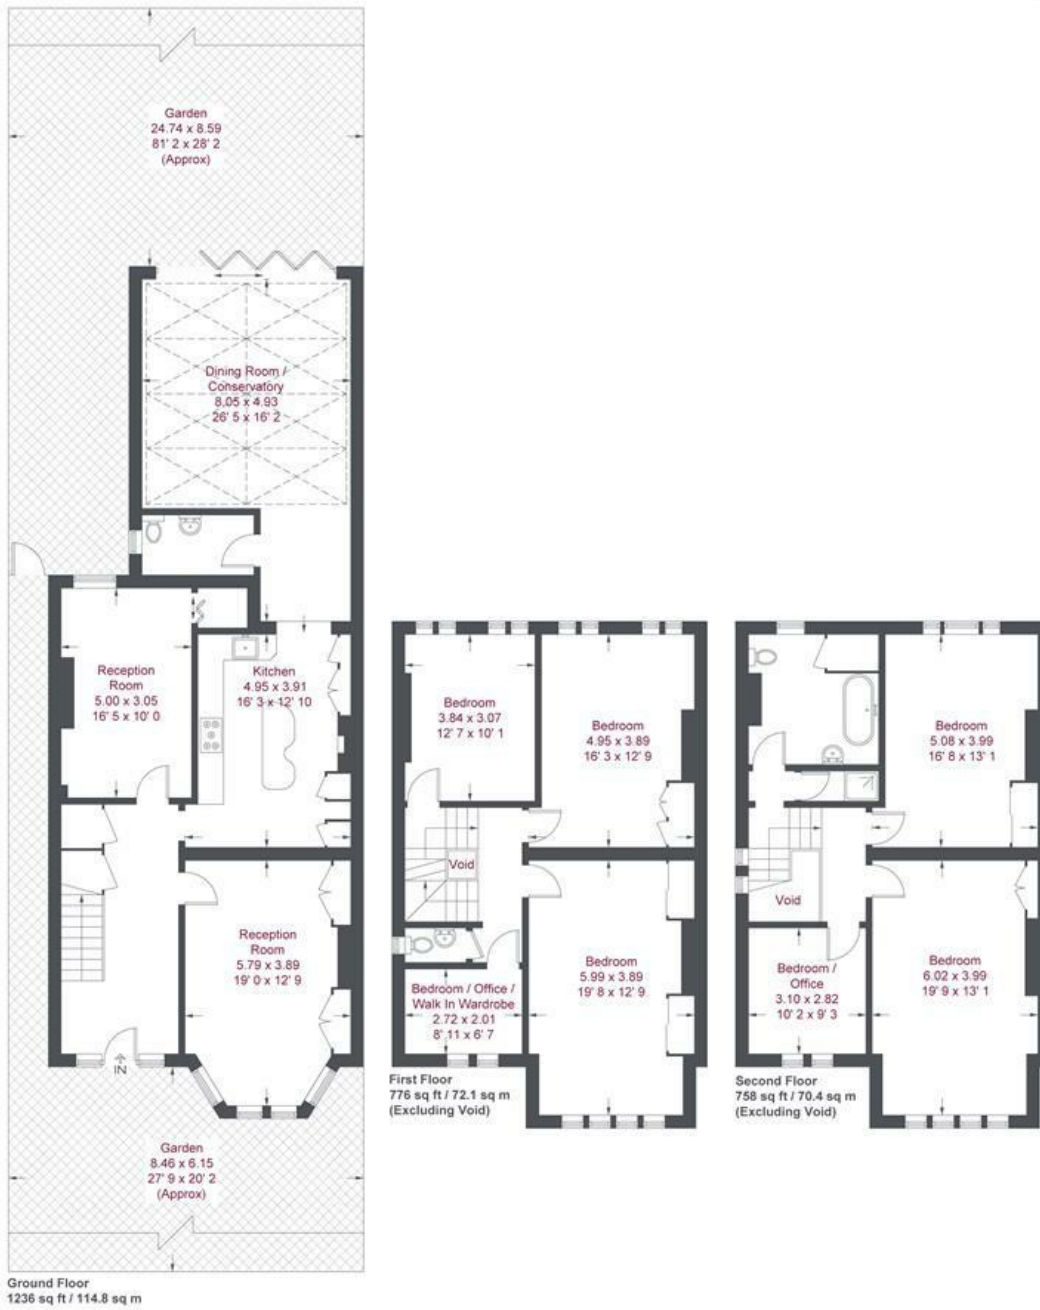 Garden
24.74 x 8.59
81' 2 x 28' 2
(Approx)
Dining Room /
Conservatory
8.05 x 4.93
26' 5 x 16' 2
Reception
Room
5.00 x 3.05
16' 5 x 10' 0
Kitchen
4.95 x 3.91
16' 3 x 12' 10
Reception
Room
5.79 x 3.89
19' 0 x 12' 9
IN
Garden
8.46 x 6.15
27' 9 x 20' 2
(Approx)
Ground Floor
1236 sq ft / 114.8 sq m
Bedroom
3.84 x 3.07
12' 7 x 10' 1
Bedroom
4.95 x 3.89
16' 3 x 12' 9
Void
Bedroom / Office /
Walk In Wardrobe
2.72 x 2.01
8' 11 x 6' 7
Bedroom
5.99 x 3.89
19' 8 x 12' 9
First Floor
776 sq ft / 72.1 sq m
(Excluding Void)
Bedroom
5.08 x 3.99
16' 8 x 13' 1
Void
Bedroom /
Office
3.10 x 2.82
10' 2 x 9' 3
Bedroom
6.02 x 3.99
19' 9 x 13' 1
Second Floor
758 sq ft / 70.4 sq m
(Excluding Void)